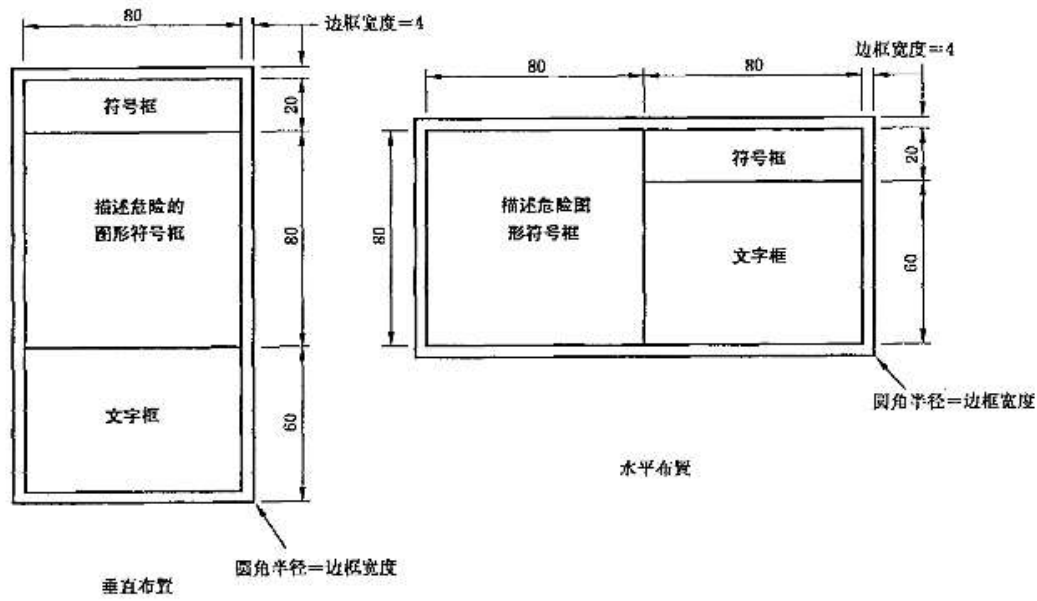 80
边框宽度=4
符号框
20
描述危险的
图形符号框
80
文字框
60
圆角半径=边框宽度
垂直布置
边框宽度=4
80
80
符号框
20
描述危险图
形符号框
80
文字框
60
圆角半径=边框宽度
水平布置